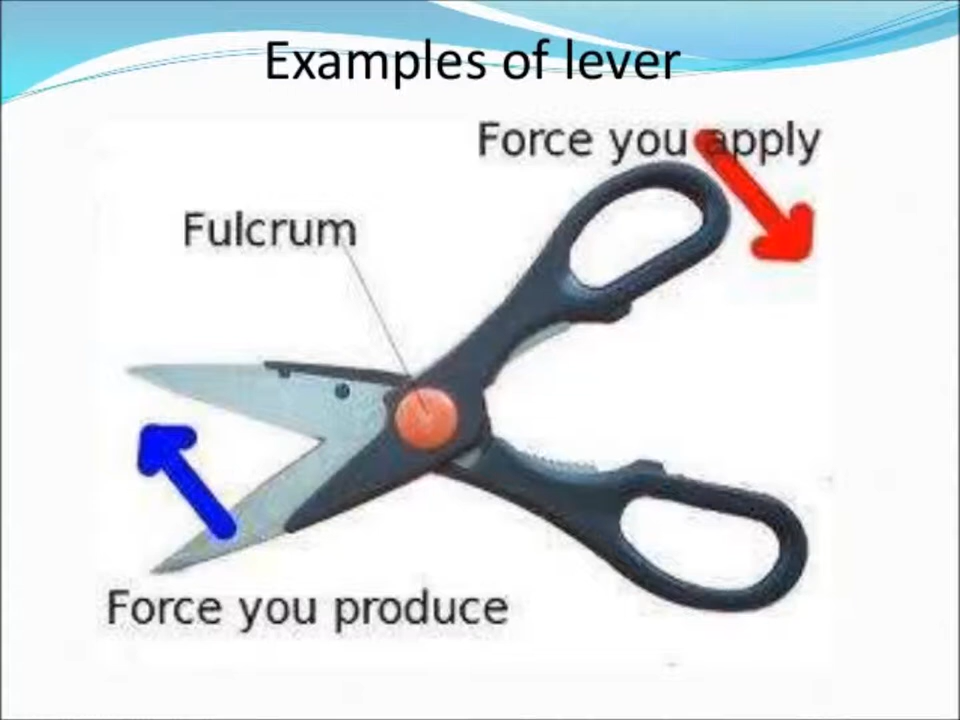 Examples of lever
Force you apply
Fulcrum
Force you produce